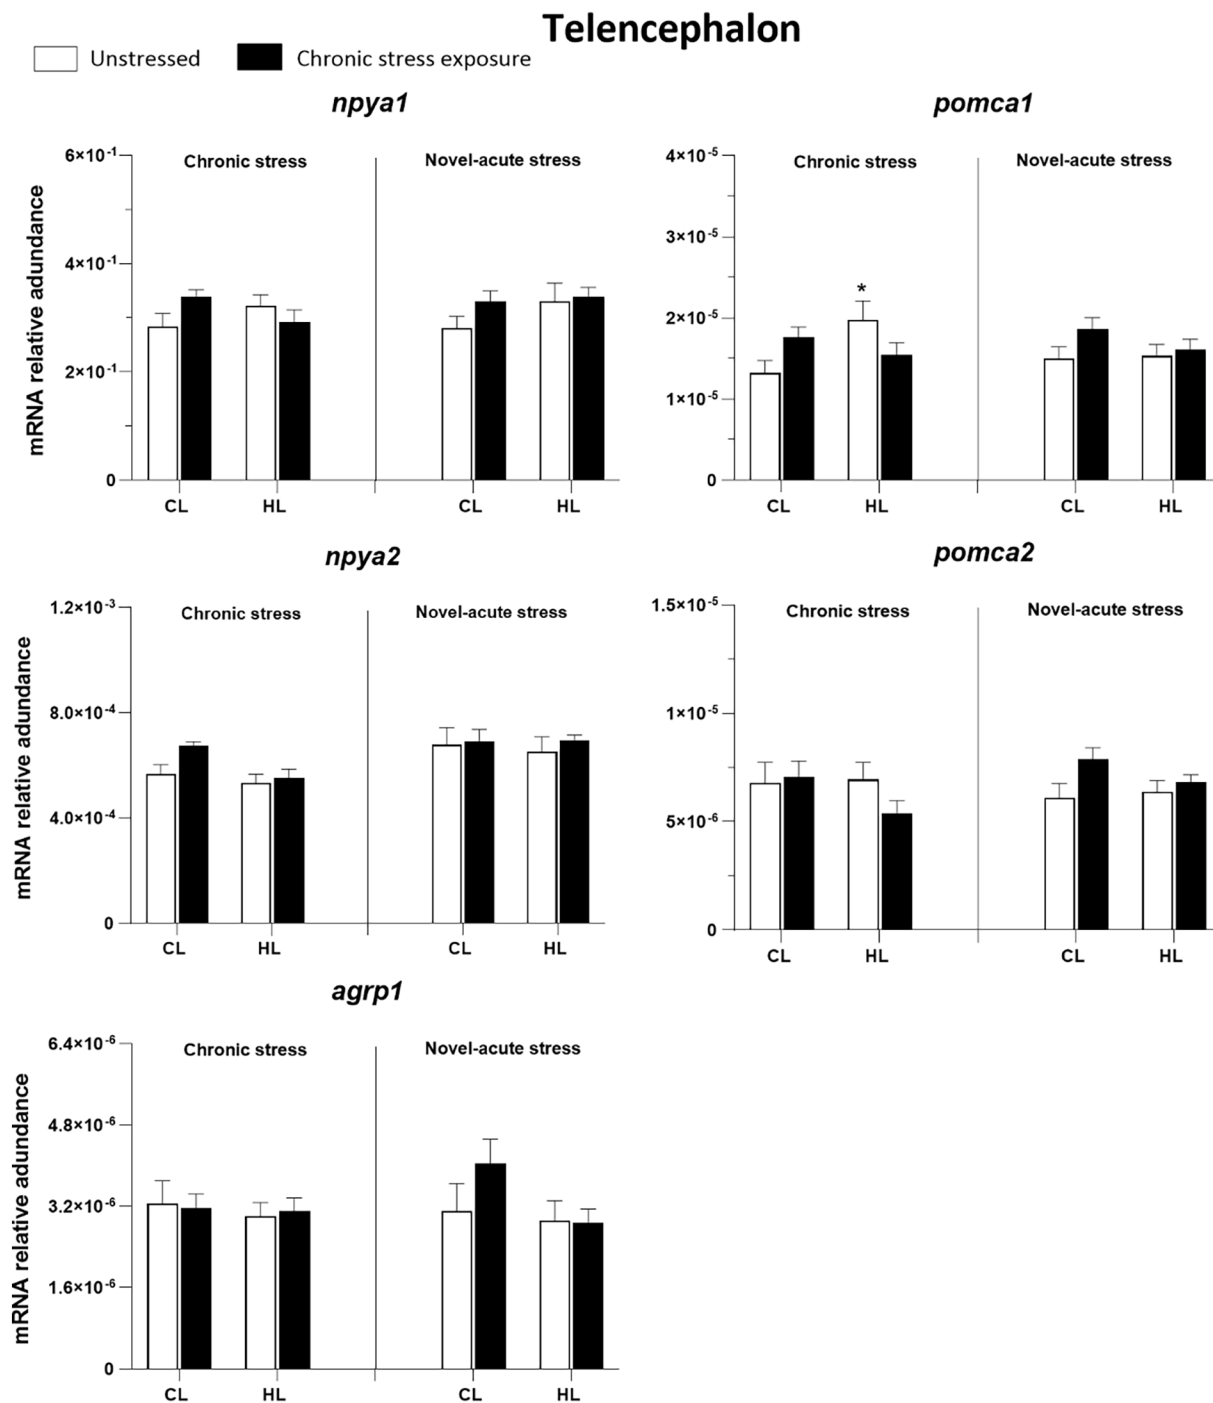 Telencephalon
Unstressed
Chronic stress exposure
npya1
pomca1
6×10⁻¹
Chronic stress
Novel-acute stress
4×10⁻¹
2×10⁻¹
0
mRNA relative adundance
CL
HL
CL
HL
4×10⁻⁵
Chronic stress
Novel-acute stress
3×10⁻⁵
*
2×10⁻⁵
1×10⁻⁵
0
CL
HL
CL
HL
npya2
pomca2
1.2×10⁻³
Chronic stress
Novel-acute stress
8.0×10⁻⁴
4.0×10⁻⁴
0
mRNA relative adundance
CL
HL
CL
HL
1.5×10⁻⁵
Chronic stress
Novel-acute stress
1×10⁻⁵
5×10⁻⁶
0
CL
HL
CL
HL
agrp1
6.4×10⁻⁶
Chronic stress
Novel-acute stress
4.8×10⁻⁶
3.2×10⁻⁶
1.6×10⁻⁶
0
mRNA relative adundance
CL
HL
CL
HL